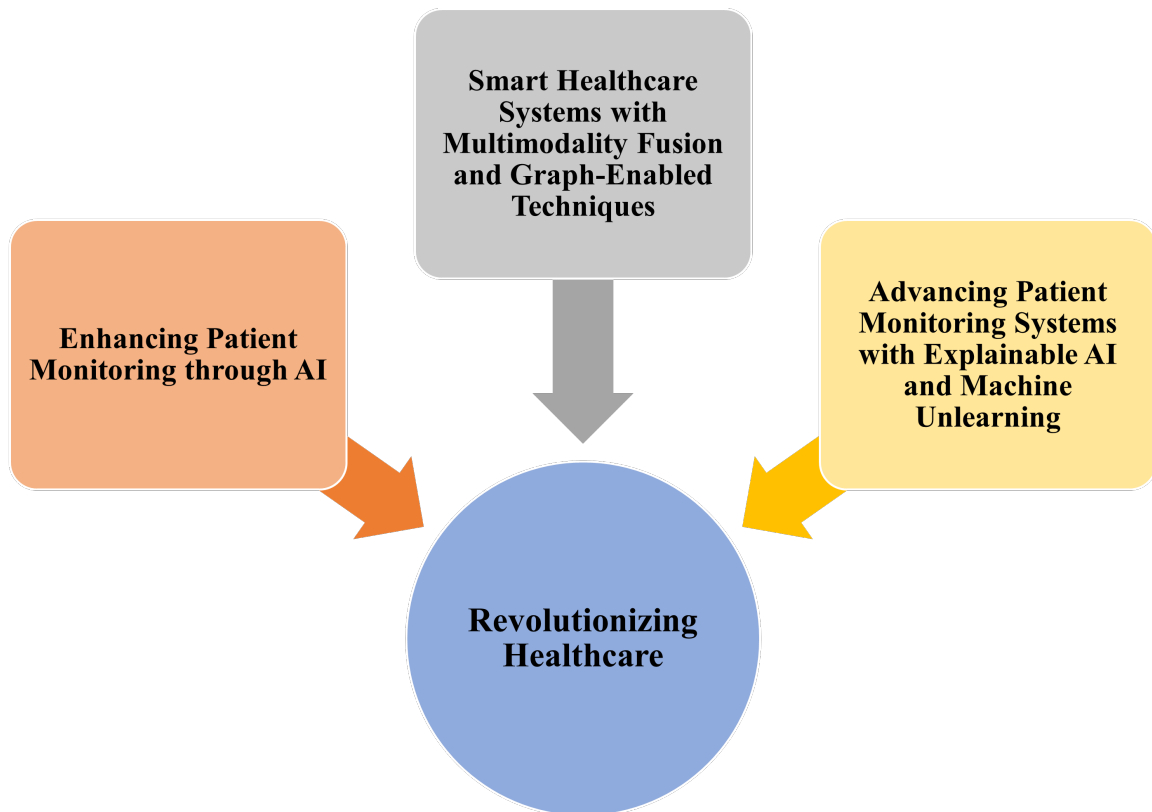 Smart Healthcare
Systems with
Multimodality Fusion
and Graph-Enabled
Techniques
Enhancing Patient
Monitoring through AI
Advancing Patient
Monitoring Systems
with Explainable AI
and Machine
Unlearning
Revolutionizing
Healthcare